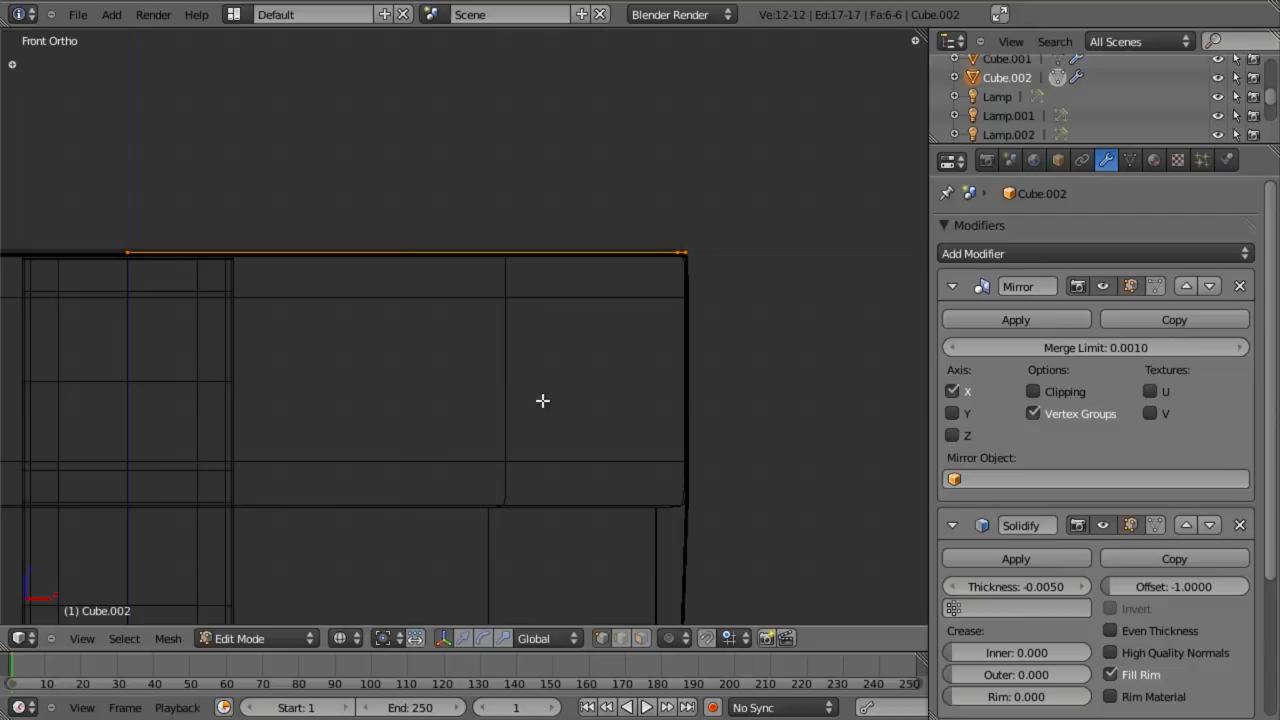 File Add Render Help Default Scene Blender Render Ve:12-12 | Ed:17-17 | Fa:6-6 | Cube.002
Front Ortho
View Search All Scenes
Cube.001
Cube.002
Lamp
Lamp.001
Lamp.002
Cube.002
Modifiers
Add Modifier
Mirror
Apply Copy
Merge Limit: 0.0010
Axis: Options: Textures:
X Clipping U
Y Vertex Groups V
Z
Mirror Object:
Solidify
Apply Copy
Thickness: -0.0050 Offset: -1.0000
Invert
Crease: Even Thickness
Inner: 0.000 High Quality Normals
Outer: 0.000 Fill Rim
Rim: 0.000 Rim Material
(1) Cube.002
View Select Mesh Edit Mode Global
0 10 20 30 40 50 60 70 80 90 100 110 120 130 140 150 160 170 180 190 200 210 220 230 240 250
View Frame Playback Start: 1 End: 250 1 No Sync